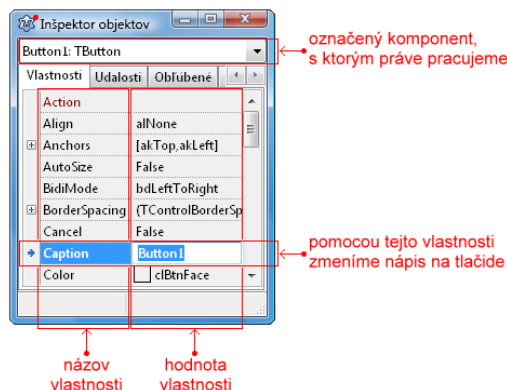 Inšpektor objektov
Button1: TButton
označený komponent,
s ktorým práve pracujeme
Vlastnosti Udalosti Obľúbené
Action
Align alNone
Anchors [akTop,akLeft]
AutoSize False
BidiMode bdLeftToRight
BorderSpacing (TControlBorderSp
Cancel False
Caption Button1
Color clBtnFace
pomocou tejto vlastnosti
zmeníme nápis na tlačide
názov
vlastnosti
hodnota
vlastnosti